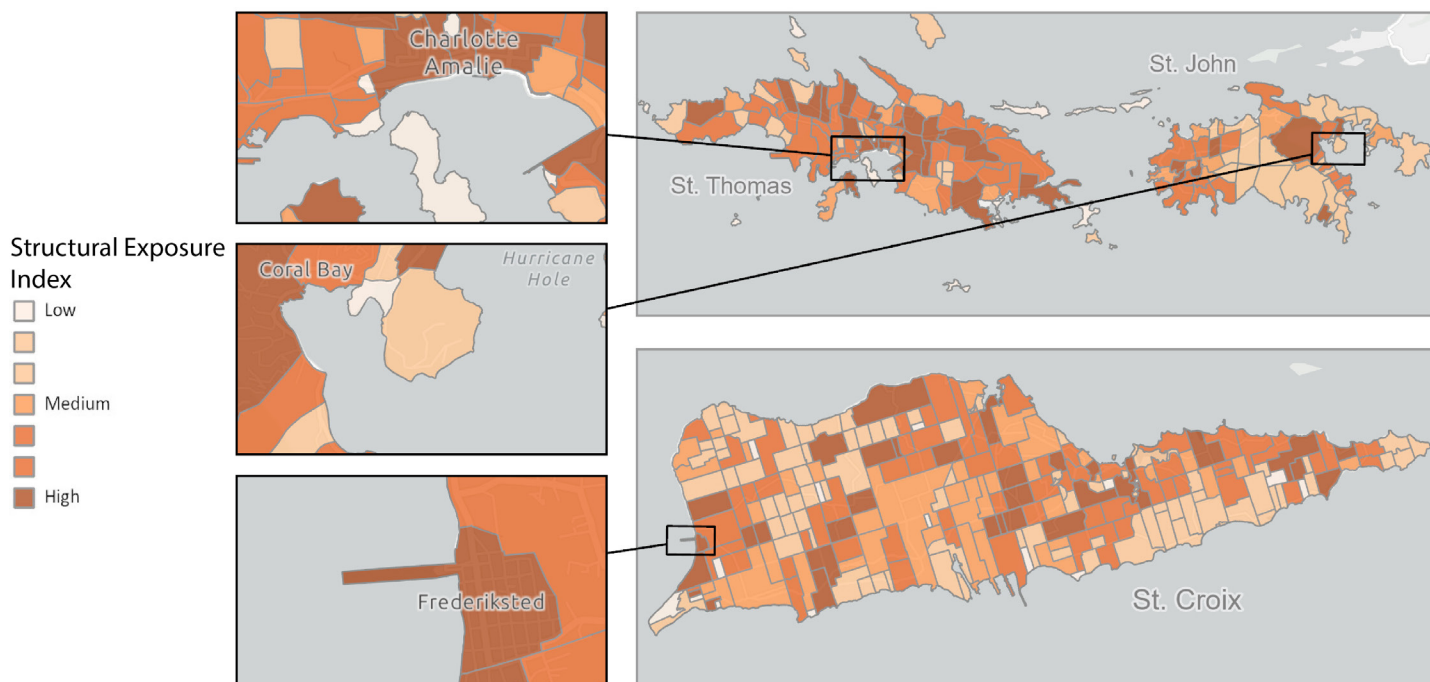 Charlotte
Amalie
St. John
St. Thomas
Structural Exposure
Index
Low
Medium
High
Coral Bay
Hurricane
Hole
Frederiksted
St. Croix